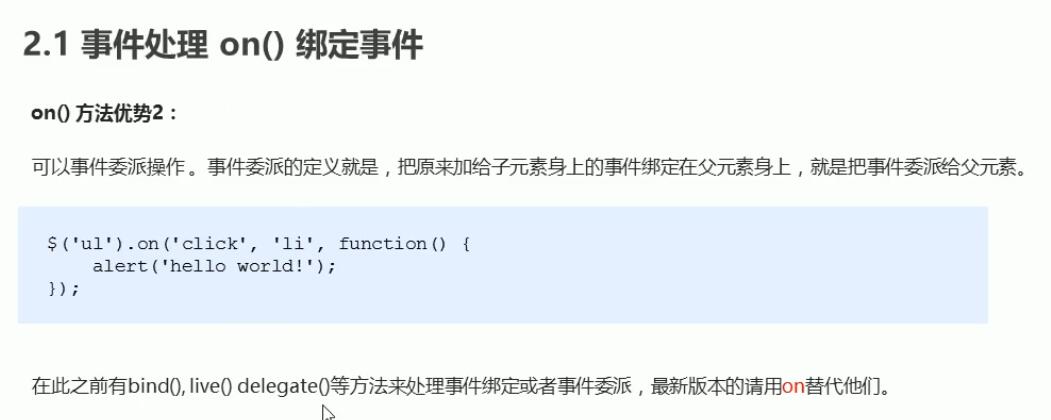 2.1 事件处理 on() 绑定事件
on() 方法优势2：
可以事件委派操作 。事件委派的定义就是，把原来加给子元素身上的事件绑定在父元素身上，就是把事件委派给父元素。
$('ul').on('click', 'li', function() {
    alert('hello world!');
});
在此之前有bind(), live() delegate()等方法来处理事件绑定或者事件委派，最新版本的请用on替代他们。